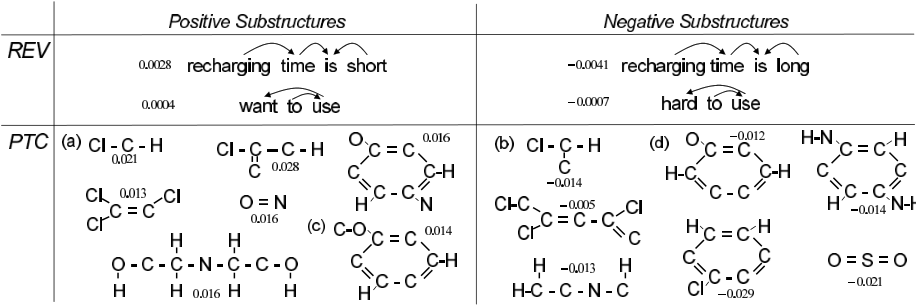 Positive Substructures Negative Substructures
REV
0.0028 recharging time is short
−0.0041 recharging time is long
0.0004 want to use
−0.0007 hard to use
PTC
(a)
Cl-C-H
0.021
Cl-C-C-H
C
0.028
O
C=C
0.016
C C-H
C-C
H N
Cl 0.013
Cl C=C Cl
O=N
0.016
H H
O-C-C-N-C-C-O
H H H H
0.016
(c)
C-O
C=C
0.014
C C-H
C-C
H
(b)
Cl-C-H
C
−0.014
Cl-C −0.005 Cl
Cl C=C-C=C
C
H H
−0.013
H-C-C-N-C
(d)
O
C=C
−0.012
H-C C-H
C-C
H-N
C=C H
C C
C-C
H N-H
−0.014
H H
C-C
C C
C-C
Cl
−0.029
O=S=O
−0.021